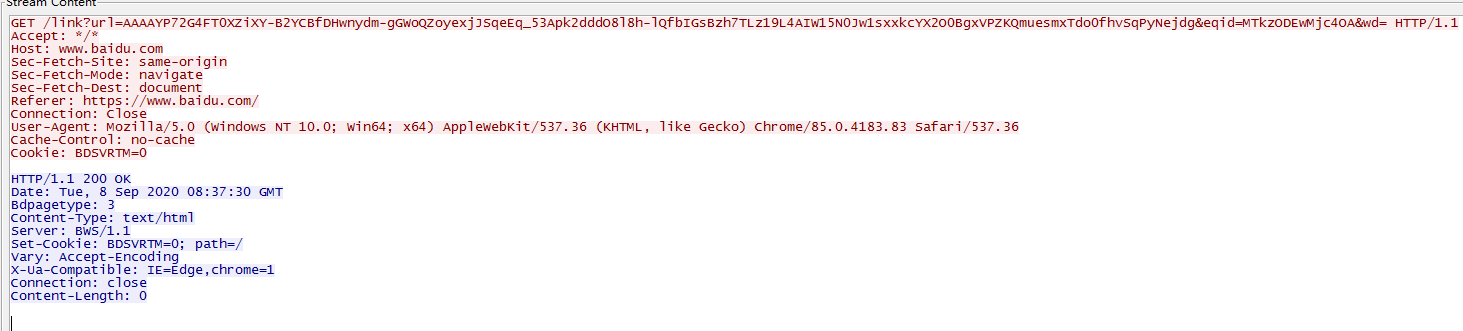 Stream Content
GET /link?url=AAAAYP72G4FT0XZiXY-B2YCBfDHwnydm-gGWoQZoyexjJSqeEq_53Apk2dddO8l8h-lQfbIGsBzh7TLz19L4AIW15N0Jw1sxxkcYX2O0BgxVPZKQmuesmxTdoOfhvSqPyNejdg&eqid=MTkzODEwMjc4OA&wd= HTTP/1.1
Accept: */*
Host: www.baidu.com
Sec-Fetch-Site: same-origin
Sec-Fetch-Mode: navigate
Sec-Fetch-Dest: document
Referer: https://www.baidu.com/
Connection: Close
User-Agent: Mozilla/5.0 (Windows NT 10.0; Win64; x64) AppleWebKit/537.36 (KHTML, like Gecko) Chrome/85.0.4183.83 Safari/537.36
Cache-Control: no-cache
Cookie: BDSVRTM=0
HTTP/1.1 200 OK
Date: Tue, 8 Sep 2020 08:37:30 GMT
Bdpagetype: 3
Content-Type: text/html
Server: BWS/1.1
Set-Cookie: BDSVRTM=0; path=/
Vary: Accept-Encoding
X-Ua-Compatible: IE=Edge,chrome=1
Connection: close
Content-Length: 0